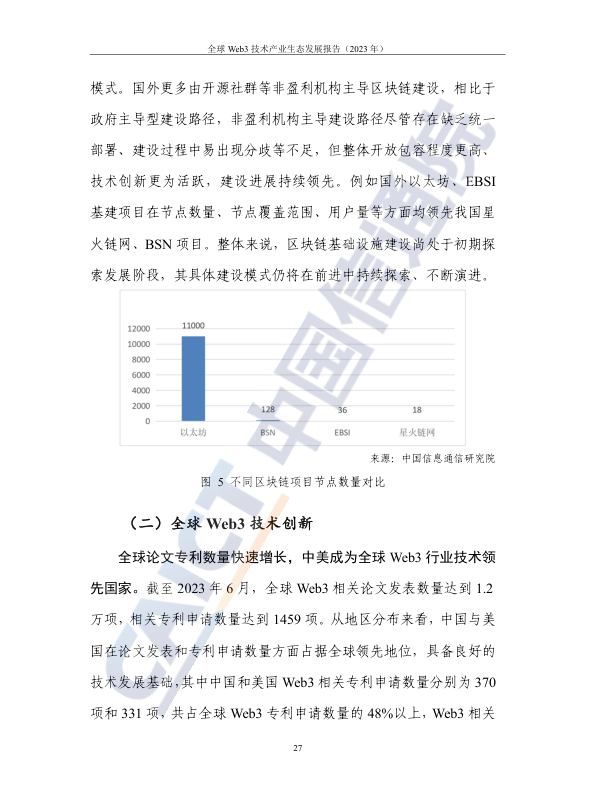 全球 Web3 技术产业生态发展报告（2023 年）
模式。国外更多由开源社群等非盈利机构主导区块链建设，相比于
政府主导型建设路径，非盈利机构主导建设路径尽管存在缺乏统一
部署、建设过程中易出现分歧等不足，但整体开放包容程度更高、
技术创新更为活跃，建设进展持续领先。例如国外以太坊、EBSI
基建项目在节点数量、节点覆盖范围、用户量等方面均领先我国星
火链网、BSN 项目。整体来说，区块链基础设施建设尚处于初期探
索发展阶段，其具体建设模式仍将在前进中持续探索、不断演进。
12000
10000
8000
6000
4000
2000
0
11000
128
36
18
以太坊
BSN
EBSI
星火链网
来源：中国信息通信研究院
图 5 不同区块链项目节点数量对比
（二）全球 Web3 技术创新
全球论文专利数量快速增长，中美成为全球 Web3 行业技术领
先国家。截至 2023 年 6 月，全球 Web3 相关论文发表数量达到 1.2
万项，相关专利申请数量达到 1459 项。从地区分布来看，中国与美
国在论文发表和专利申请数量方面占据全球领先地位，具备良好的
技术发展基础，其中中国和美国 Web3 相关专利申请数量分别为 370
项和 331 项，共占全球 Web3 专利申请数量的 48%以上，Web3 相关
27
CAICT 中国信通院